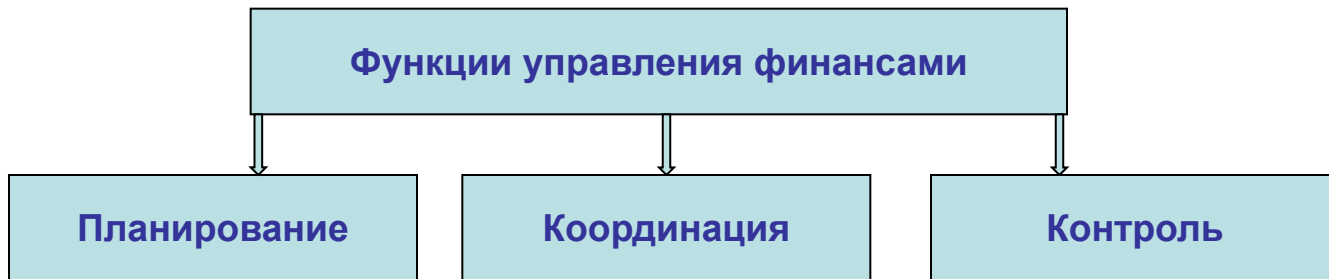 Функции управления финансами
Планирование
Координация
Контроль